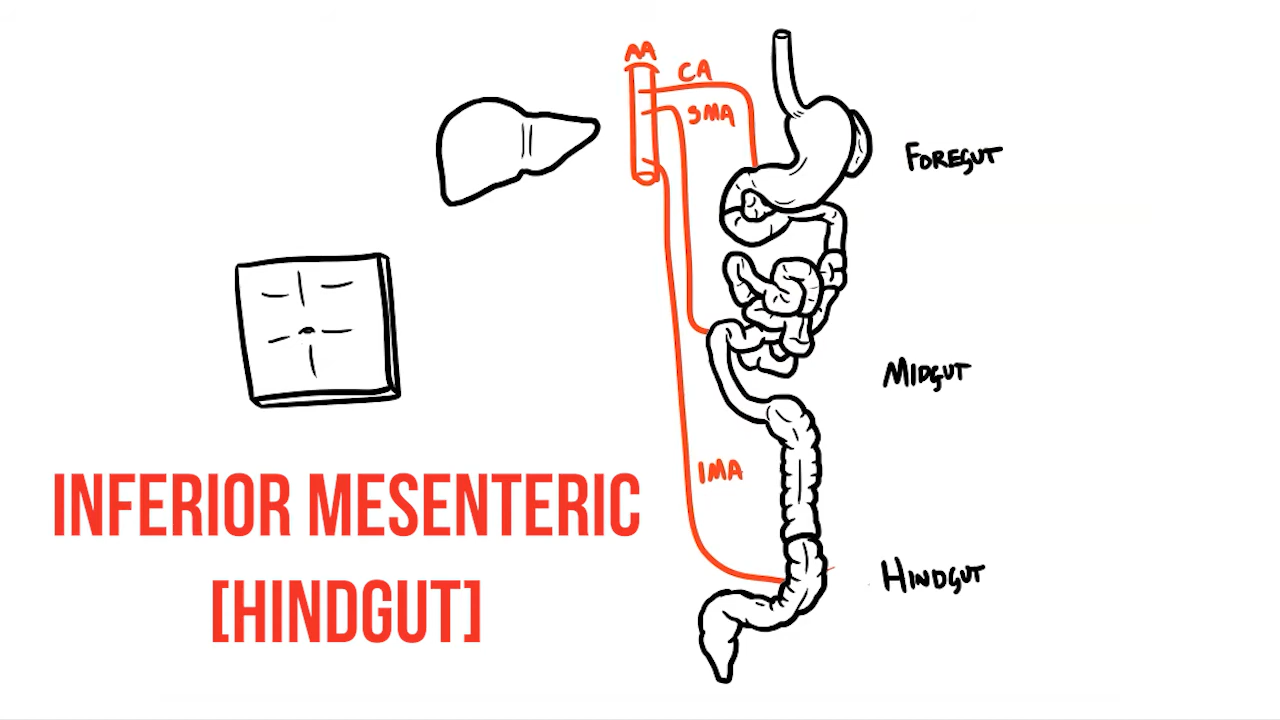 AA
CA
SMA
FOREGUT
MIDGUT
IMA
INFERIOR MESENTERIC
[HINDGUT]
HINDGUT